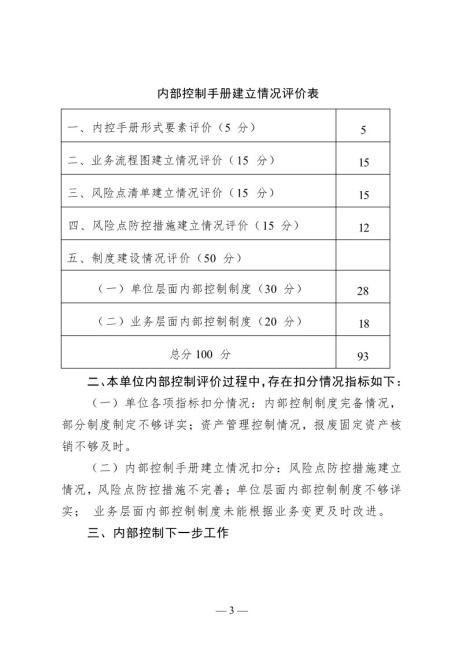 内部控制手册建立情况评价表
一、内控手册形式要素评价（5 分） 5
二、业务流程图建立情况评价（15 分） 15
三、风险点清单建立情况评价（15 分） 15
四、风险点防控措施建立情况评价（15 分） 12
五、制度建设情况评价（50 分）
（一）单位层面内部控制制度（30 分） 28
（二）业务层面内部控制制度（20 分） 18
总分 100 分 93
二、本单位内部控制评价过程中，存在扣分情况指标如下：
（一）单位各项指标扣分情况：内部控制制度完备情况，
部分制度制定不够详实；资产管理控制情况，报废固定资产核
销不够及时。
（二）内部控制手册建立情况扣分：风险点防控措施建立
情况，风险点防控措施不完善；单位层面内部控制制度不够详
实； 业务层面内部控制制度未能根据业务变更及时改进。
三、内部控制下一步工作
— 3 —